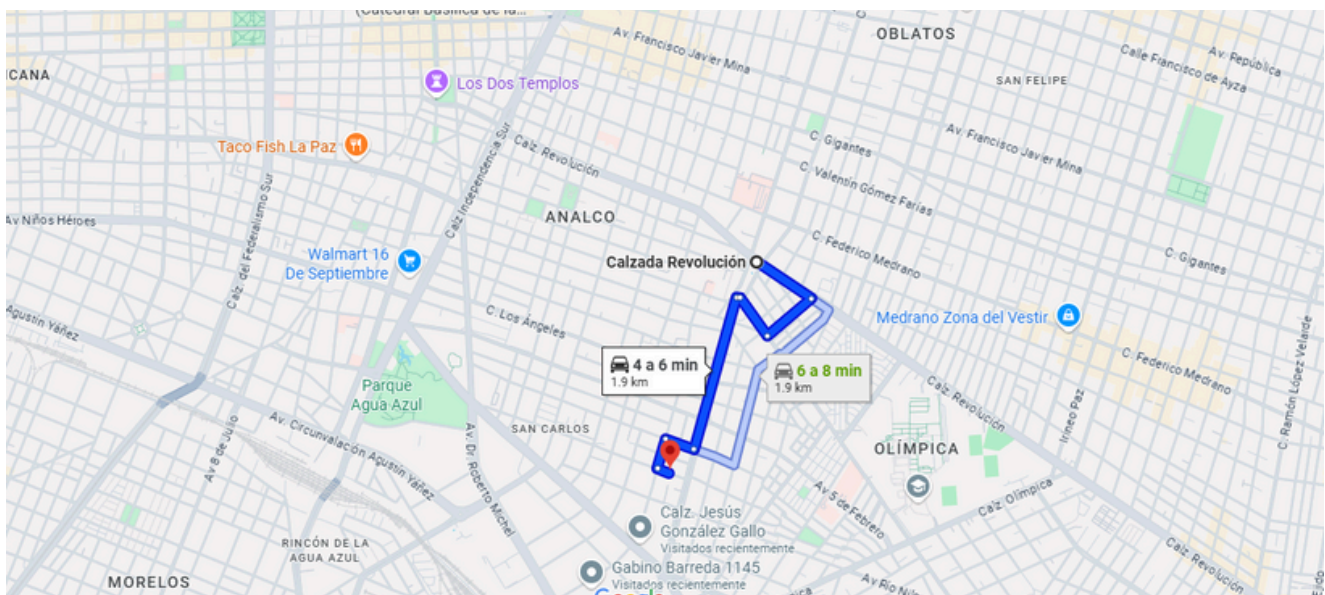 (Catedral Basílica de la...
OBLATOS
Av. Francisco Javier Mina
Av. República
Calle Francisco de Ayza
SAN FELIPE
ICANA
Los Dos Templos
Taco Fish La Paz
Calz. Revolución
C. Gigantes
Av. Francisco Javier Mina
C. Valentín Gómez Farías
Calz Independencia Sur
Calz. del Federalismo Sur
Av Niños Héroes
ANALCO
C. Federico Medrano
C. Gigantes
Walmart 16
De Septiembre
Calzada Revolución
Agustín Yáñez
C. Los Ángeles
Medrano Zona del Vestir
C. Federico Medrano
C. Ramón López Velarde
4 a 6 min
1.9 km
6 a 8 min
1.9 km
Parque
Agua Azul
Calz. Revolución
Irineo Paz
Av 8 de Julio
Av. Circunvalación Agustín Yáñez
Av. Dr. Roberto Michel
SAN CARLOS
OLÍMPICA
Av 5 de Febrero
Calz Olímpica
Calz. Jesús
González Gallo
Visitados recientemente
RINCÓN DE LA
AGUA AZUL
Calz. Revolución
MORELOS
Gabino Barreda 1145
Visitados recientemente
Av Río Nil